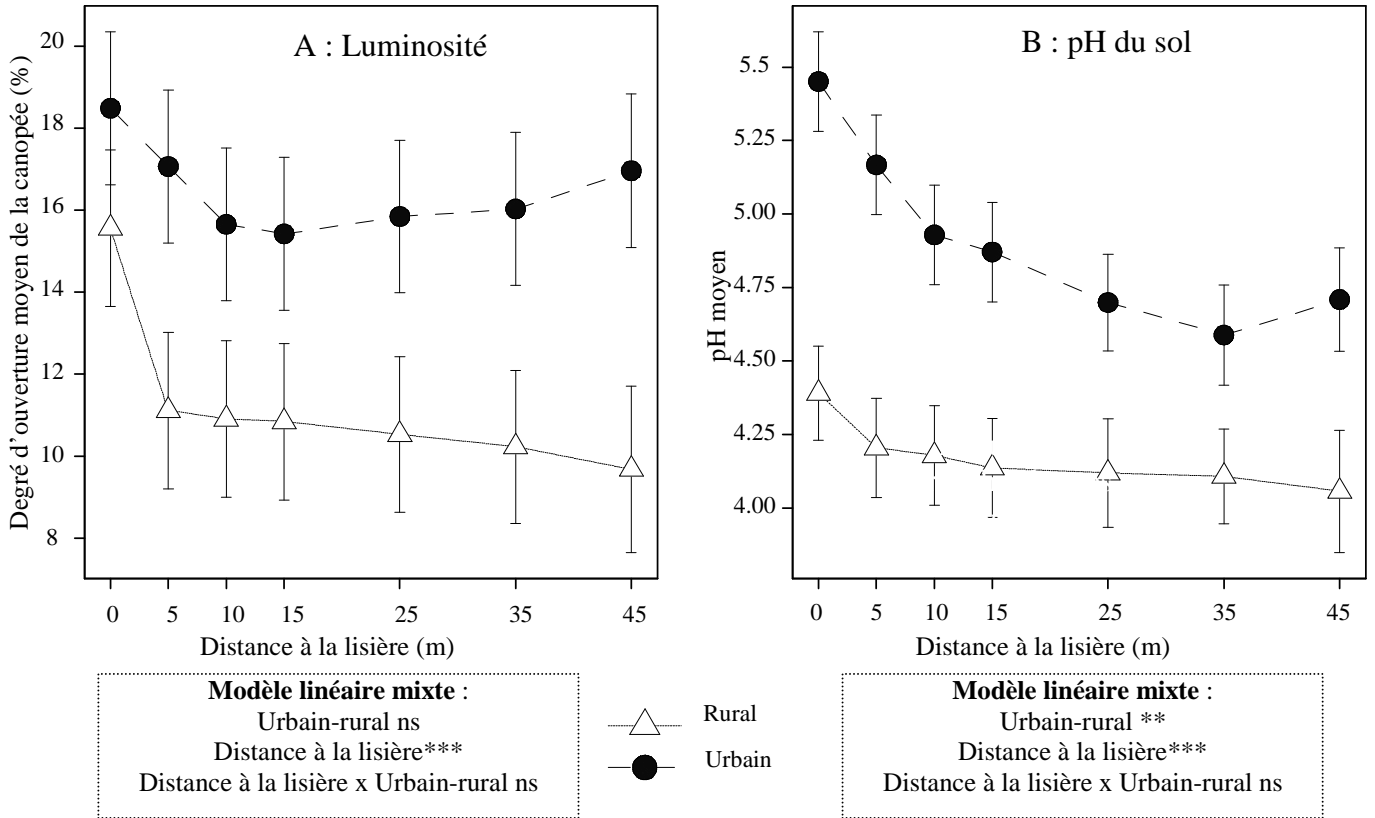 A : Luminosité
Degré d'ouverture moyen de la canopée (%)
20
18
16
14
12
10
8
0 5 10 15 25 35 45
Distance à la lisière (m)
B : pH du sol
pH moyen
5.5
5.25
5.00
4.75
4.50
4.25
4.00
0 5 10 15 25 35 45
Distance à la lisière (m)
Modèle linéaire mixte :
Urbain-rural ns
Distance à la lisière***
Distance à la lisière x Urbain-rural ns
Rural
Urbain
Modèle linéaire mixte :
Urbain-rural **
Distance à la lisière***
Distance à la lisière x Urbain-rural ns